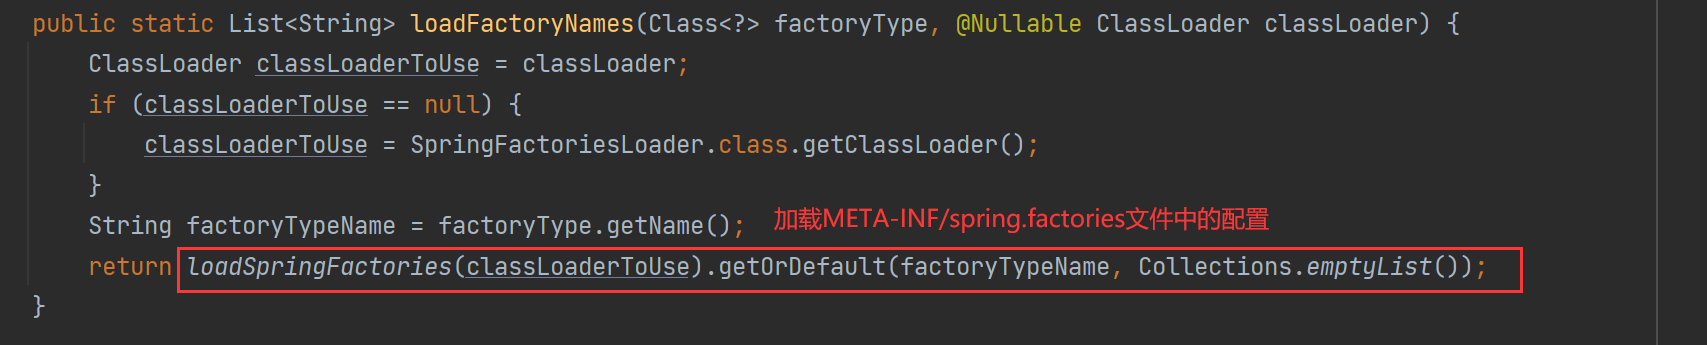 public static List<String> loadFactoryNames(Class<?> factoryType, @Nullable ClassLoader classLoader) {
    ClassLoader classLoaderToUse = classLoader;
    if (classLoaderToUse == null) {
        classLoaderToUse = SpringFactoriesLoader.class.getClassLoader();
    }
    String factoryTypeName = factoryType.getName(); 加载META-INF/spring.factories文件中的配置
    return loadSpringFactories(classLoaderToUse).getOrDefault(factoryTypeName, Collections.emptyList());
}